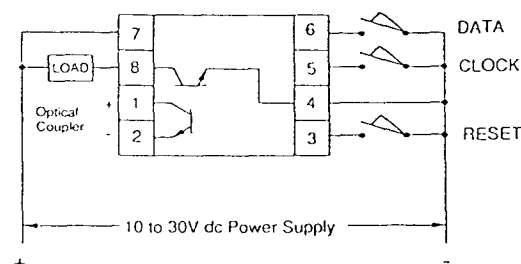 7 6 DATA
LOAD 8 5 CLOCK
Optical Coupler + 1 4
- 2 3 RESET
10 to 30V dc Power Supply
+ -